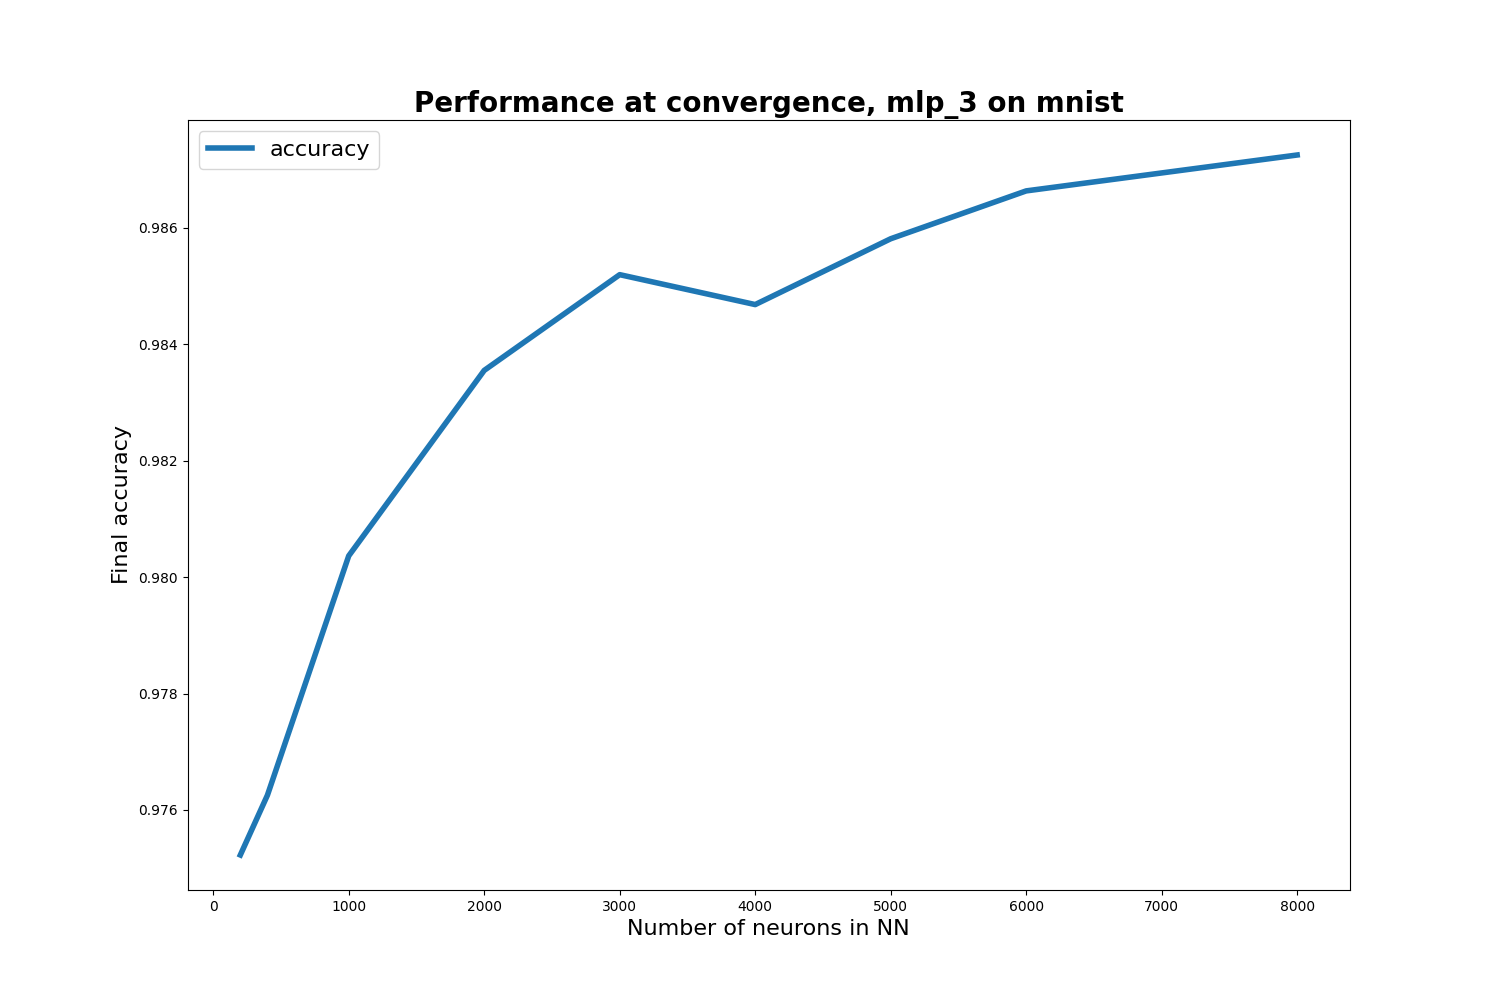 Performance at convergence, mlp_3 on mnist
accuracy
0.986
0.984
0.982
0.980
0.978
0.976
Final accuracy
0 1000 2000 3000 4000 5000 6000 7000 8000
Number of neurons in NN